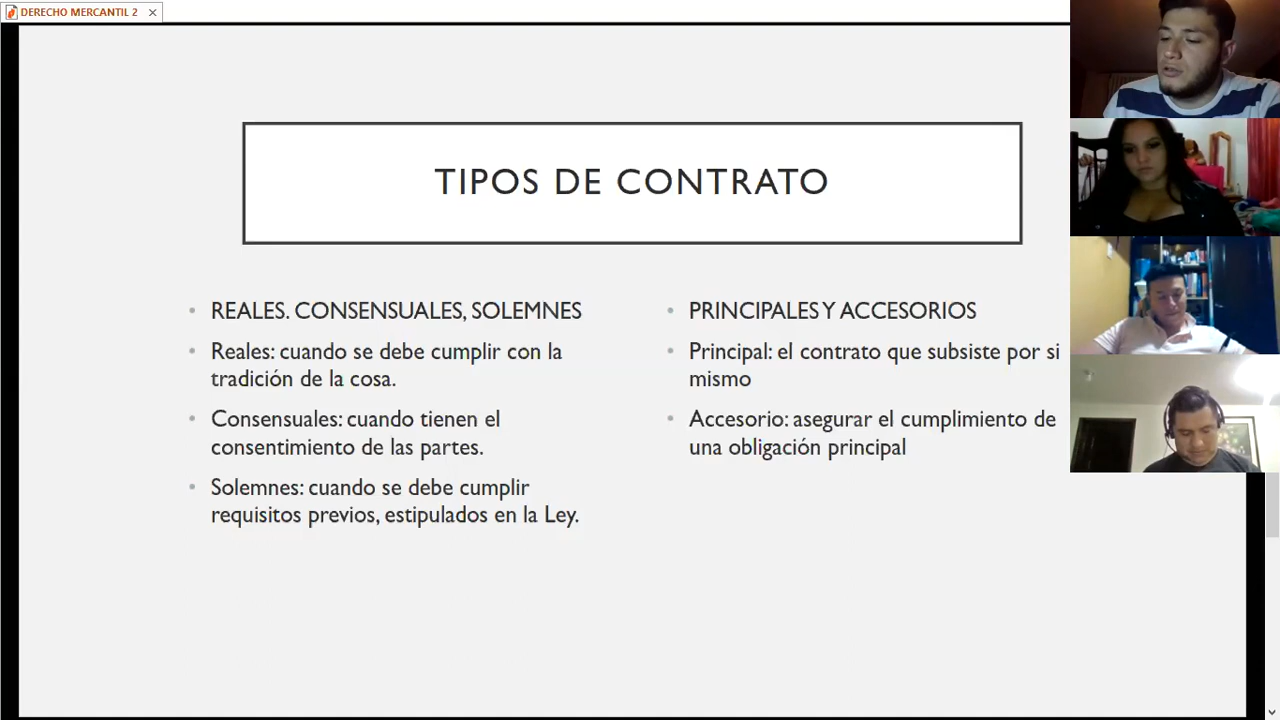 DERECHO MERCANTIL 2
TIPOS DE CONTRATO
REALES. CONSENSUALES, SOLEMNES
Reales: cuando se debe cumplir con la
tradición de la cosa.
Consensuales: cuando tienen el
consentimiento de las partes.
Solemnes: cuando se debe cumplir
requisitos previos, estipulados en la Ley.
PRINCIPALES Y ACCESORIOS
Principal: el contrato que subsiste por si
mismo
Accesorio: asegurar el cumplimiento de
una obligación principal